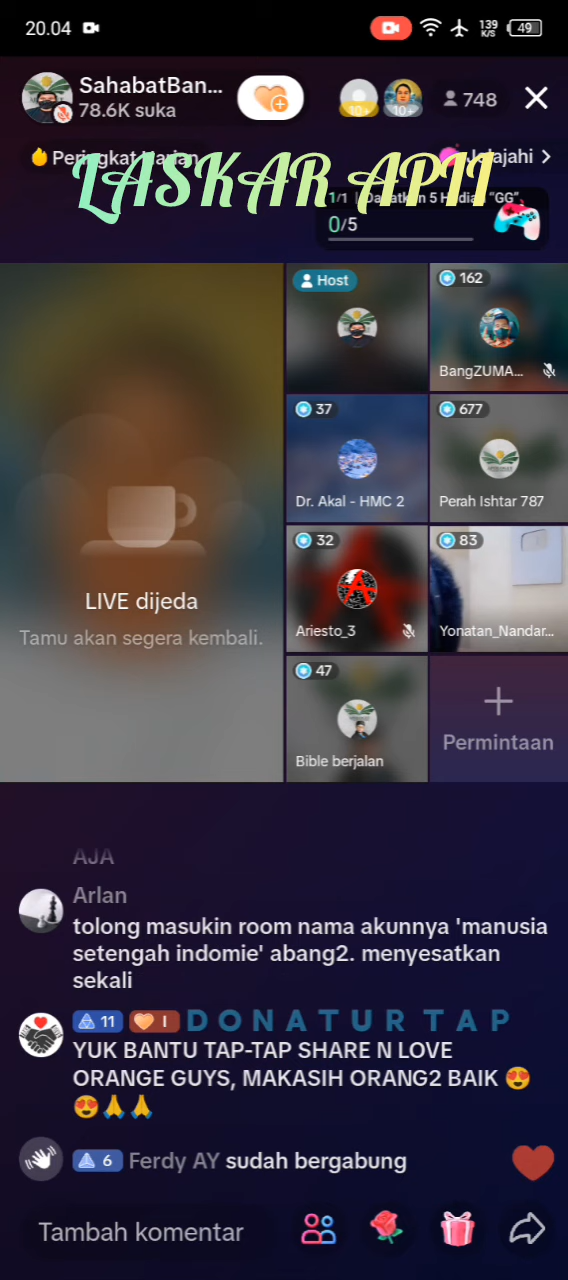 20.04
139
K/S
49
SahabatBan...
78.6K suka
10+
10+
748
Peringkat Harian
Jelajahi
LASKAR APII
1/1 | Dapatkan 5 Hadiah “GG”
0/5
Host
162
BangZUMA...
37
Dr. Akal - HMC 2
677
Perah Ishtar 787
LIVE dijeda
Tamu akan segera kembali.
32
Ariesto_3
83
Yonatan_Nandar...
47
Bible berjalan
Permintaan
AJA
Arlan
tolong masukin room nama akunnya 'manusia
setengah indomie' abang2. menyesatkan
sekali
11 I DONATUR TAP
YUK BANTU TAP-TAP SHARE N LOVE
ORANGE GUYS, MAKASIH ORANG2 BAIK 😍
😍🙏🙏
6 Ferdy AY sudah bergabung
Tambah komentar